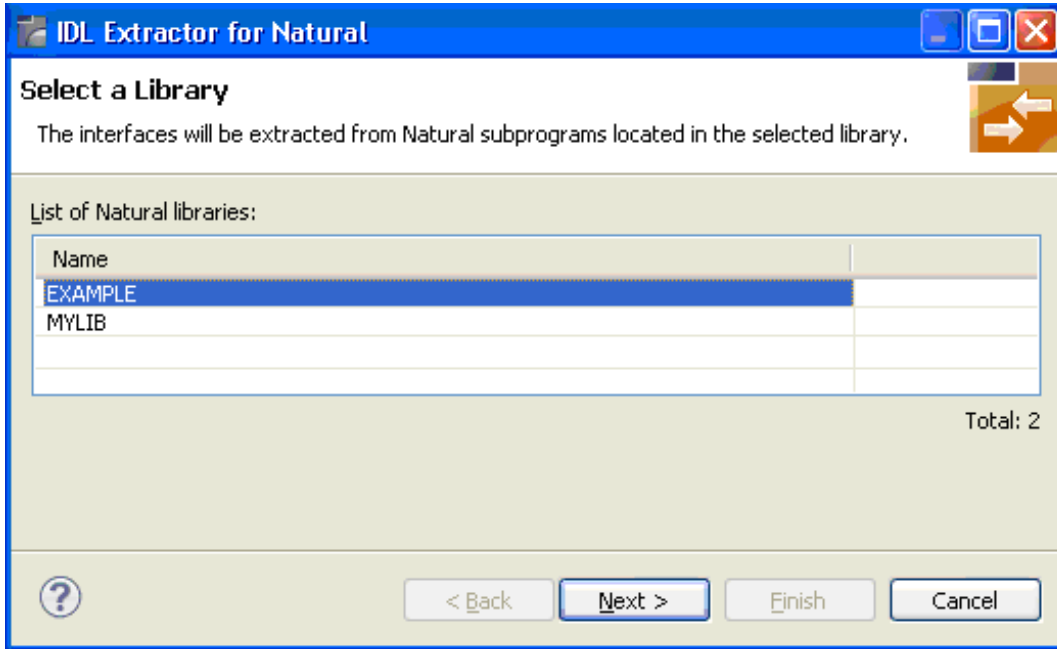 IDL Extractor for Natural
Select a Library
The interfaces will be extracted from Natural subprograms located in the selected library.
List of Natural libraries:
Name
EXAMPLE
MYLIB
Total: 2
? < Back Next > Finish Cancel